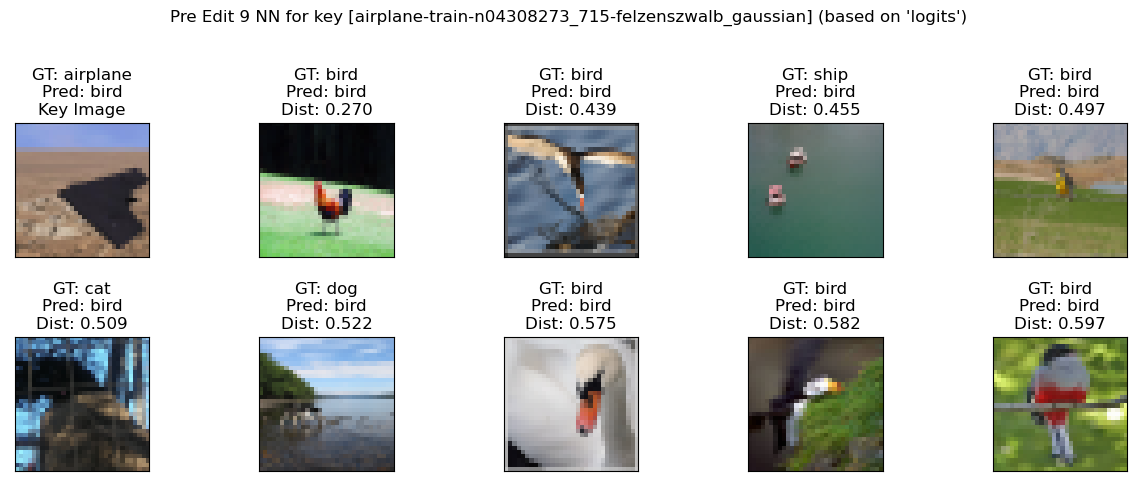 Pre Edit 9 NN for key [airplane-train-n04308273_715-felzenszwalb_gaussian] (based on 'logits')
GT: airplane
Pred: bird
Key Image
GT: bird
Pred: bird
Dist: 0.270
GT: bird
Pred: bird
Dist: 0.439
GT: ship
Pred: bird
Dist: 0.455
GT: bird
Pred: bird
Dist: 0.497
GT: cat
Pred: bird
Dist: 0.509
GT: dog
Pred: bird
Dist: 0.522
GT: bird
Pred: bird
Dist: 0.575
GT: bird
Pred: bird
Dist: 0.582
GT: bird
Pred: bird
Dist: 0.597